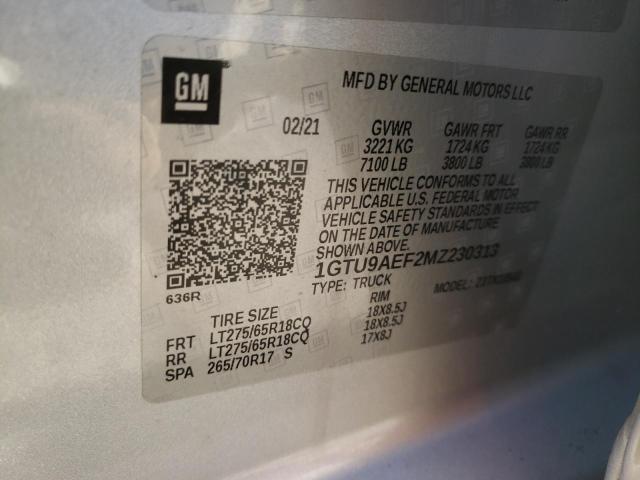 GM
MFD BY GENERAL MOTORS LLC
02/21 GVWR GAWR FRT GAWR RR
3221 KG 1724 KG 1724 KG
7100 LB 3800 LB 3800 LB
THIS VEHICLE CONFORMS TO ALL
APPLICABLE U.S. FEDERAL MOTOR
VEHICLE SAFETY STANDARDS IN EFFECT
ON THE DATE OF MANUFACTURE
SHOWN ABOVE.
1GTU9AEF2MZ230313
636R
TYPE: TRUCK MODEL:
TIRE SIZE RIM
FRT LT275/65R18CQ 18X8.5J
RR LT275/65R18CQ 18X8.5J
SPA 265/70R17 S 17X8J